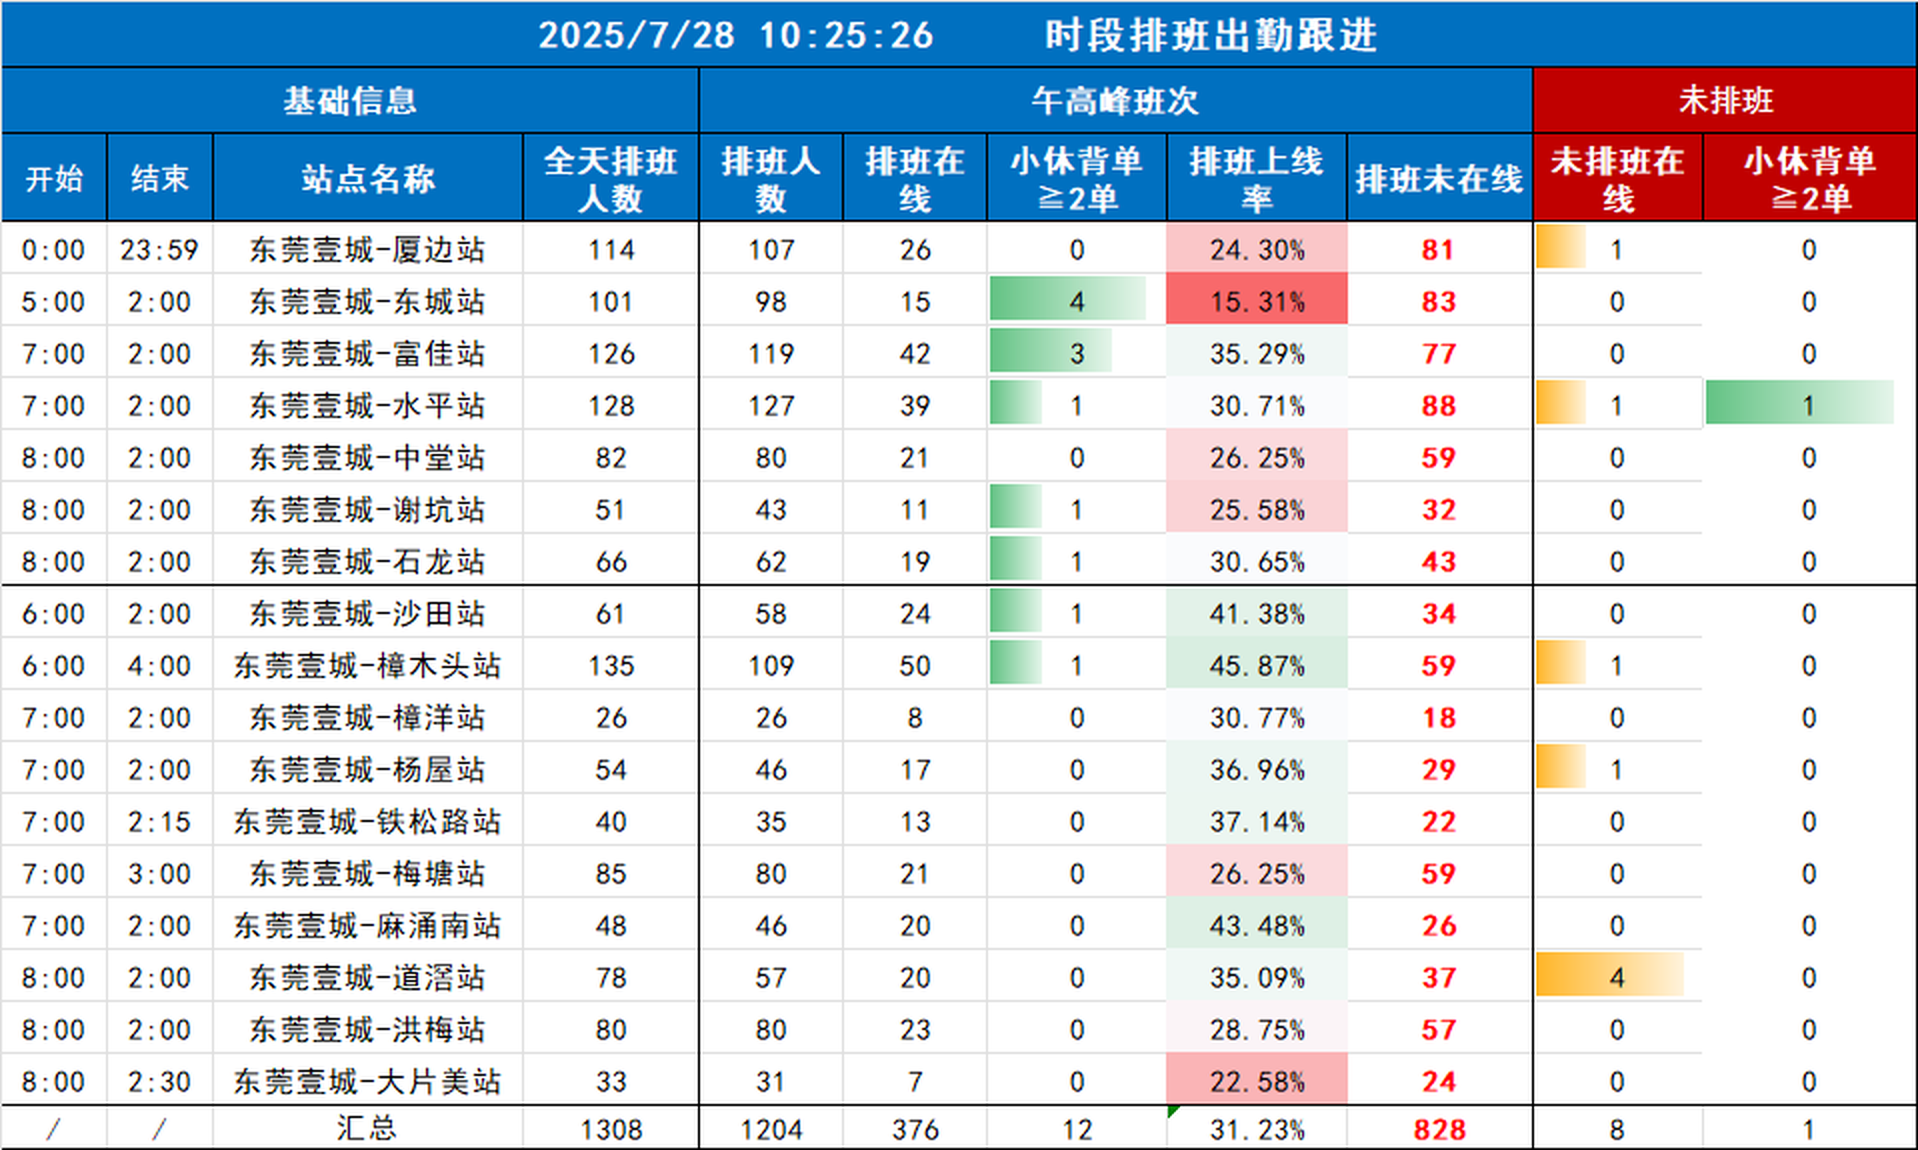 2025/7/28 10:25:26 时段排班出勤跟进
基础信息 午高峰班次 未排班
开始 结束 站点名称 全天排班人数 排班人数 排班在线 小休背单≧2单 排班上线率 排班未在线 未排班在线 小休背单≧2单
0:00 23:59 东莞壹城-厦边站 114 107 26 0 24.30% 81 1 0
5:00 2:00 东莞壹城-东城站 101 98 15 4 15.31% 83 0 0
7:00 2:00 东莞壹城-富佳站 126 119 42 3 35.29% 77 0 0
7:00 2:00 东莞壹城-水平站 128 127 39 1 30.71% 88 1 1
8:00 2:00 东莞壹城-中堂站 82 80 21 0 26.25% 59 0 0
8:00 2:00 东莞壹城-谢坑站 51 43 11 1 25.58% 32 0 0
8:00 2:00 东莞壹城-石龙站 66 62 19 1 30.65% 43 0 0
6:00 2:00 东莞壹城-沙田站 61 58 24 1 41.38% 34 0 0
6:00 4:00 东莞壹城-樟木头站 135 109 50 1 45.87% 59 1 0
7:00 2:00 东莞壹城-樟洋站 26 26 8 0 30.77% 18 0 0
7:00 2:00 东莞壹城-杨屋站 54 46 17 0 36.96% 29 1 0
7:00 2:15 东莞壹城-铁松路站 40 35 13 0 37.14% 22 0 0
7:00 3:00 东莞壹城-梅塘站 85 80 21 0 26.25% 59 0 0
7:00 2:00 东莞壹城-麻涌南站 48 46 20 0 43.48% 26 0 0
8:00 2:00 东莞壹城-道滘站 78 57 20 0 35.09% 37 4 0
8:00 2:00 东莞壹城-洪梅站 80 80 23 0 28.75% 57 0 0
8:00 2:30 东莞壹城-大片美站 33 31 7 0 22.58% 24 0 0
/ / 汇总 1308 1204 376 12 31.23% 828 8 1